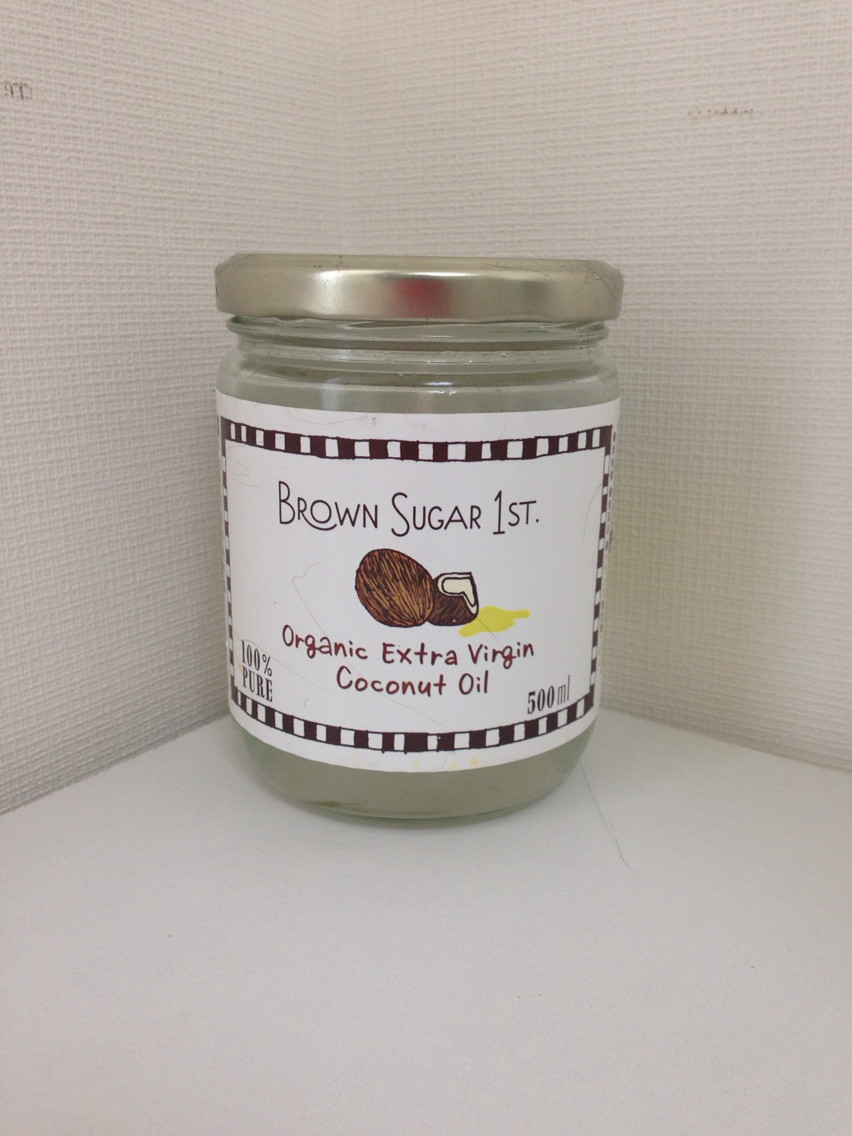 BROWN SUGAR 1ST.
Organic Extra Virgin
Coconut Oil
100%
PURE
500ml